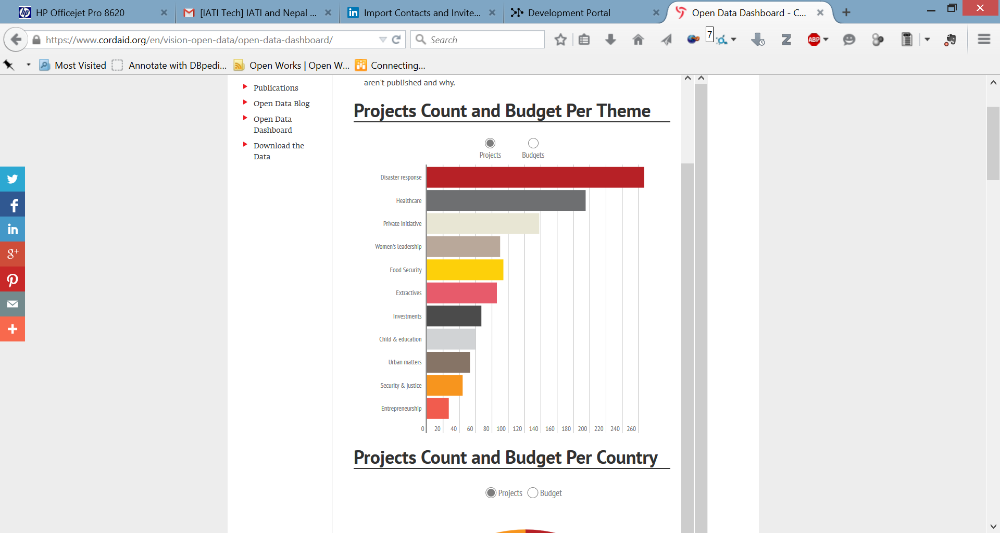 HP Officejet Pro 8620
[IATI Tech] IATI and Nepal ...
in Import Contacts and Invite...
Development Portal
Open Data Dashboard - C...
https://www.cordaid.org/en/vision-open-data/open-data-dashboard/
Search
7
Z
ABP
Most Visited
Annotate with DBpedi...
Open Works | Open W...
Connecting...
Publications
Open Data Blog
Open Data
Dashboard
Download the
Data
f
in
g+
aren't published and why.
Projects Count and Budget Per Theme
Projects
Budgets
Disaster response
Healthcare
Private initiative
Women's leadership
Food Security
Extractives
Investments
Child & education
Urban matters
Security & justice
Entrepreneurship
0 20 40 60 80 100 120 140 160 180 200 220 240 260
Projects Count and Budget Per Country
Projects Budget